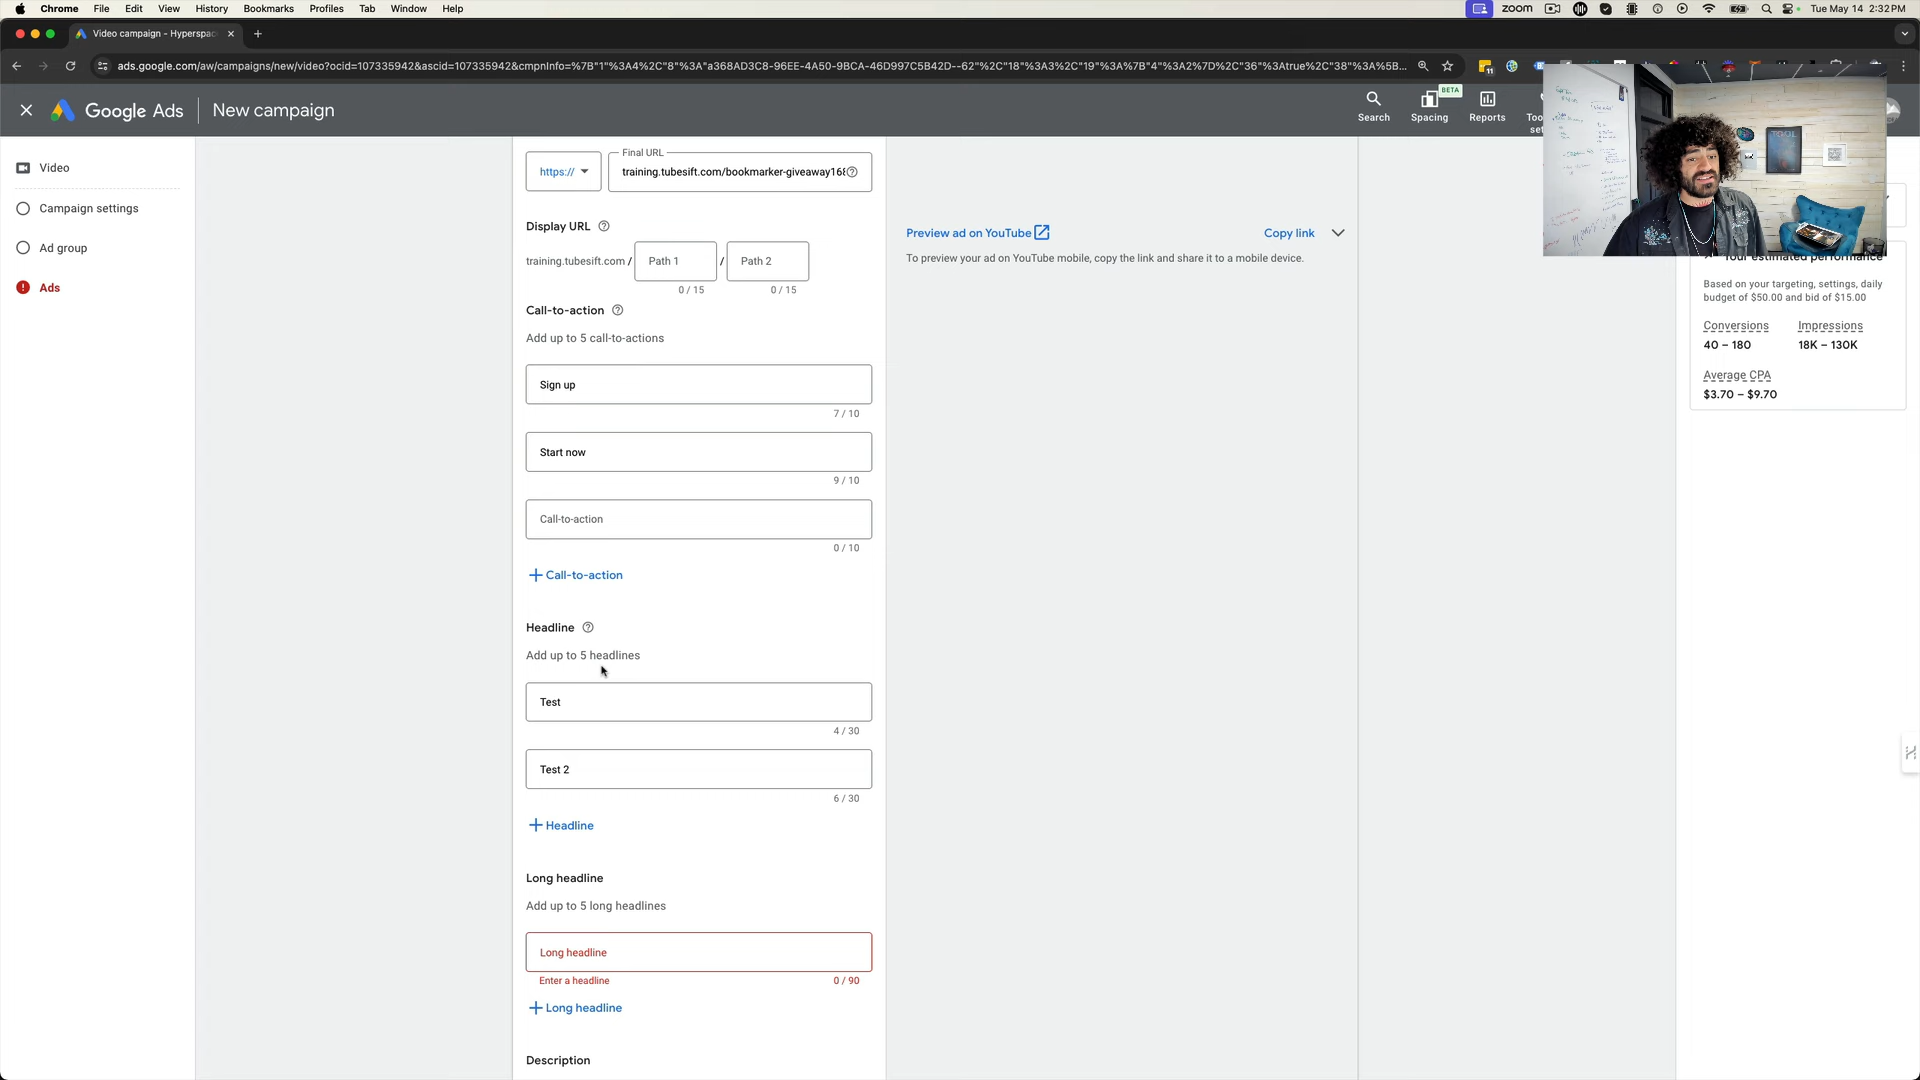 Chrome File Edit View History Bookmarks Profiles Tab Window Help
zoom
Tue May 14 2:32 PM
Video campaign - Hyperspac
ads.google.com/aw/campaigns/new/video?ocid=107335942&ascid=107335942&cmpnInfo=%7B"1"%3A4%2C"8"%3A"a368AD3C8-96EE-4A50-9BCA-46D997C5B42D--62"%2C"18"%3A3%2C"19"%3A%7B"4"%3A2%7D%2C"36"%3Atrue%2C"38"%3A%5B...
11
Google Ads
New campaign
BETA
Search
Spacing
Reports
Too
set
Video
Campaign settings
Ad group
Ads
https://
Final URL
training.tubesift.com/bookmarker-giveaway168
Display URL
training.tubesift.com /
Path 1
/
Path 2
0 / 15
0 / 15
Call-to-action
Add up to 5 call-to-actions
Sign up
7 / 10
Start now
9 / 10
Call-to-action
0 / 10
Call-to-action
Headline
Add up to 5 headlines
Test
4 / 30
Test 2
6 / 30
Headline
Long headline
Add up to 5 long headlines
Long headline
Enter a headline
0 / 90
Long headline
Description
Preview ad on YouTube
Copy link
To preview your ad on YouTube mobile, copy the link and share it to a mobile device.
TOOL
Your estimated performance
Based on your targeting, settings, daily
budget of $50.00 and bid of $15.00
Conversions
Impressions
40 – 180
18K – 130K
Average CPA
$3.70 – $9.70